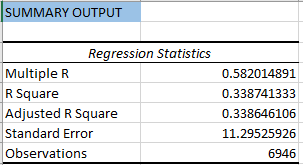 SUMMARY OUTPUT
Regression Statistics
Multiple R 0.582014891
R Square 0.338741333
Adjusted R Square 0.338646106
Standard Error 11.29525926
Observations 6946